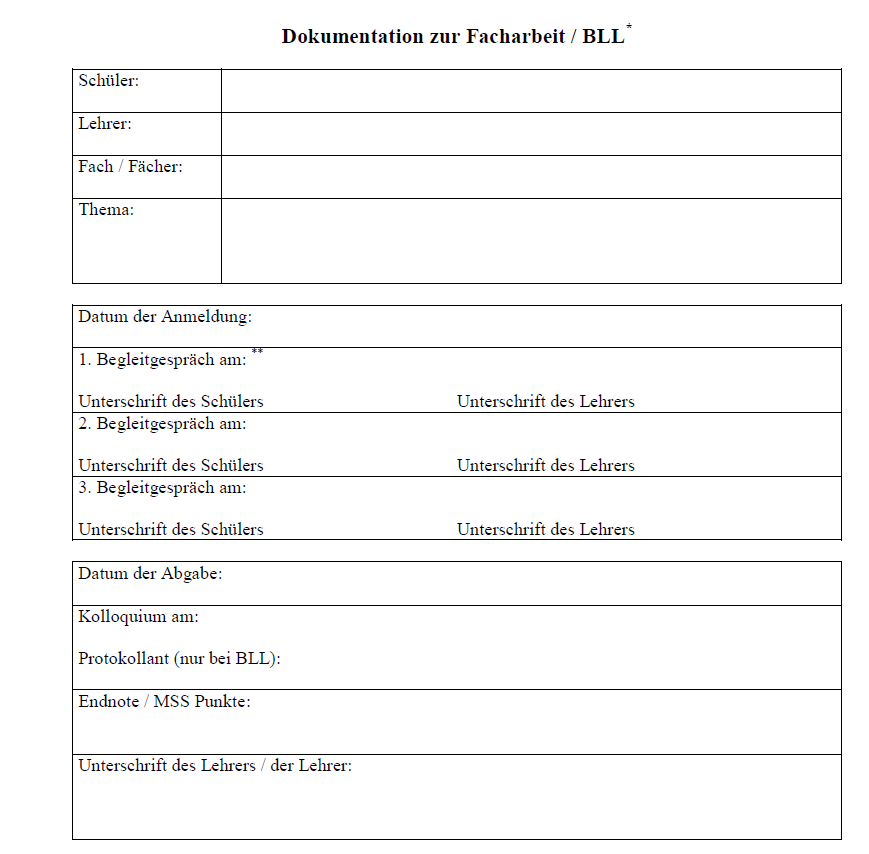 Dokumentation zur Facharbeit / BLL*
Schüler:
Lehrer:
Fach / Fächer:
Thema:
Datum der Anmeldung:
1. Begleitgespräch am: **
Unterschrift des Schülers Unterschrift des Lehrers
2. Begleitgespräch am:
Unterschrift des Schülers Unterschrift des Lehrers
3. Begleitgespräch am:
Unterschrift des Schülers Unterschrift des Lehrers
Datum der Abgabe:
Kolloquium am:
Protokollant (nur bei BLL):
Endnote / MSS Punkte:
Unterschrift des Lehrers / der Lehrer: